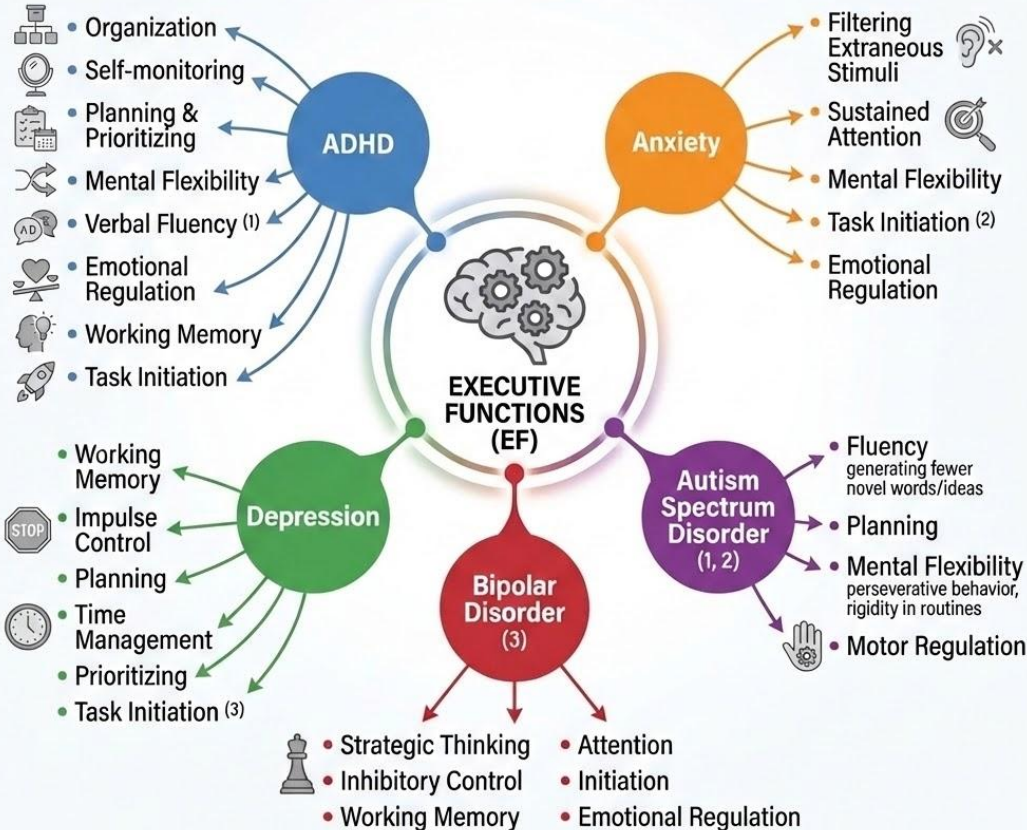 • Organization
• Self-monitoring
• Planning &
Prioritizing
• Mental Flexibility
AD
• Verbal Fluency (1)
• Emotional
Regulation
• Working Memory
• Task Initiation
ADHD
Anxiety
• Filtering
Extraneous
Stimuli
• Sustained
Attention
• Mental Flexibility
• Task Initiation (2)
• Emotional
Regulation
EXECUTIVE
FUNCTIONS
(EF)
• Working
Memory
STOP
• Impulse
Control
• Planning
• Time
Management
• Prioritizing
• Task Initiation (3)
Depression
Bipolar
Disorder
(3)
• Strategic Thinking
• Inhibitory Control
• Working Memory
• Attention
• Initiation
• Emotional Regulation
Autism
Spectrum
Disorder
(1, 2)
• Fluency
generating fewer
novel words/ideas
• Planning
• Mental Flexibility
perseverative behavior,
rigidity in routines
• Motor Regulation